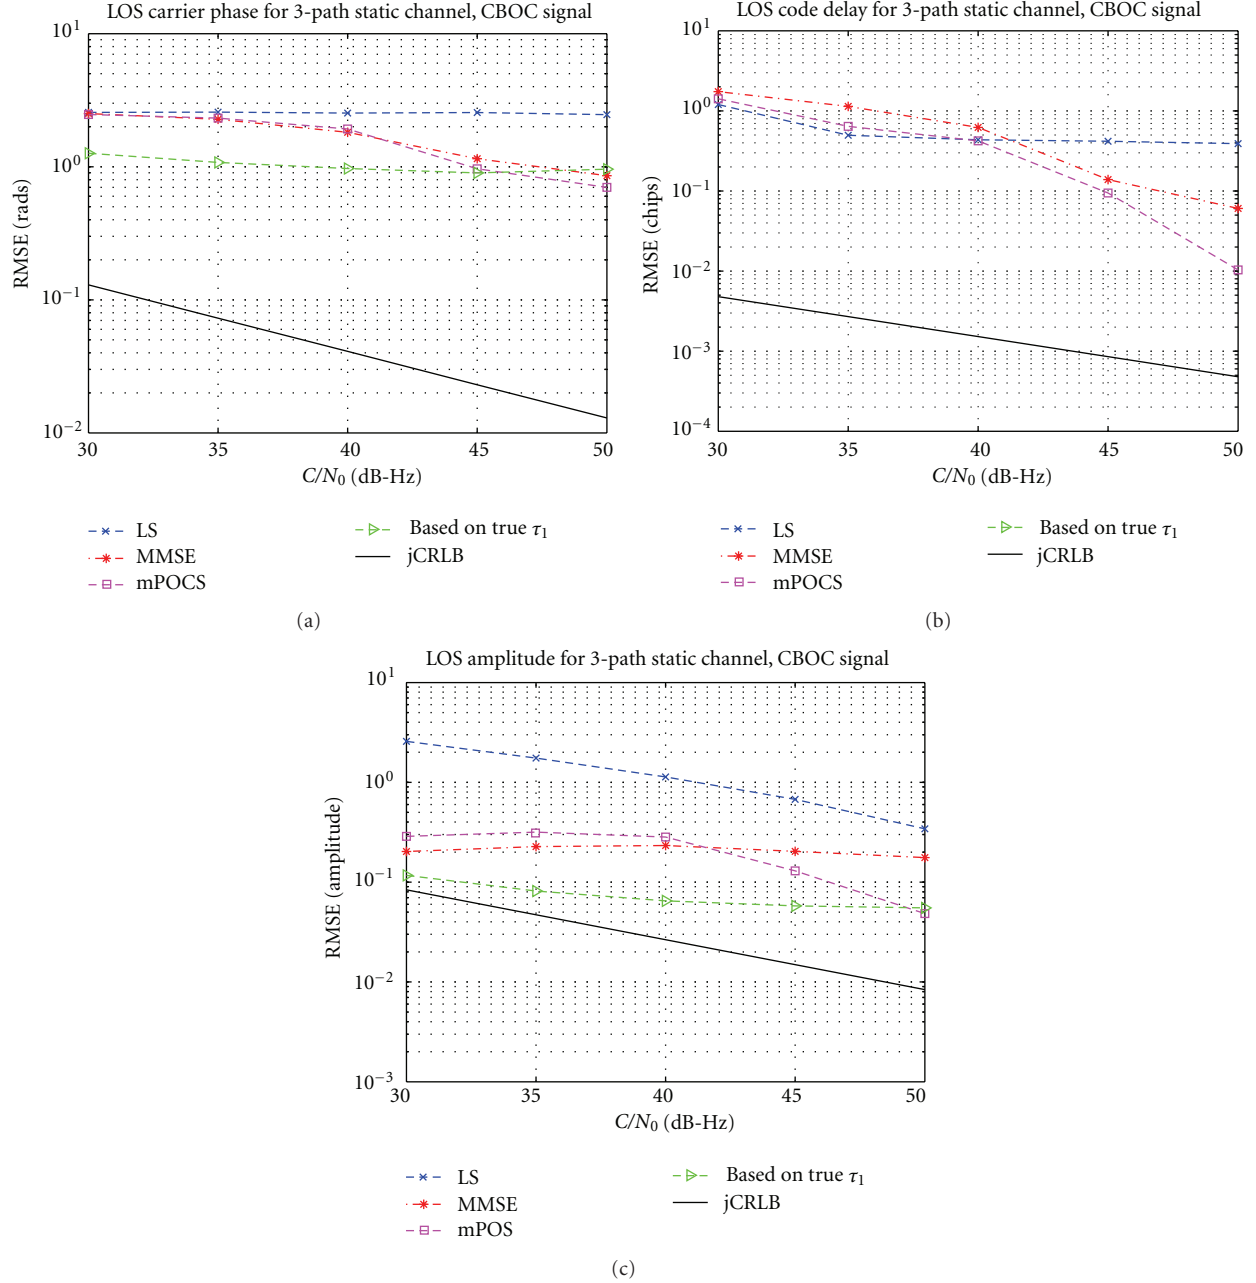 LOS carrier phase for 3-path static channel, CBOC signal
10^1
10^0
10^−1
10^−2
RMSE (rads)
30 35 40 45 50
C/N₀ (dB-Hz)
LS
MMSE
mPOCS
Based on true τ₁
jCRLB
(a)
LOS code delay for 3-path static channel, CBOC signal
10^1
10^0
10^−1
10^−2
10^−3
10^−4
RMSE (chips)
30 35 40 45 50
C/N₀ (dB-Hz)
LS
MMSE
mPOCS
Based on true τ₁
jCRLB
(b)
LOS amplitude for 3-path static channel, CBOC signal
10^1
10^0
10^−1
10^−2
10^−3
RMSE (amplitude)
30 35 40 45 50
C/N₀ (dB-Hz)
LS
MMSE
mPOS
Based on true τ₁
jCRLB
(c)